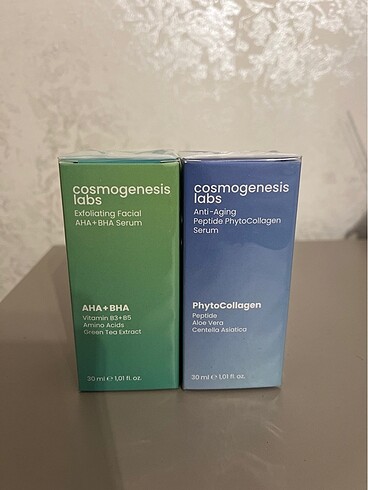 cosmogenesis
labs
Exfoliating Facial
AHA+BHA Serum
AHA+BHA
Vitamin B3+B5
Amino Acids
Green Tea Extract
30 ml ℮ 1,01 fl. oz.
cosmogenesis
labs
Anti-Aging
Peptide PhytoCollagen
Serum
PhytoCollagen
Peptide
Aloe Vera
Centella Asiatica
30 ml ℮ 1,01 fl. oz.